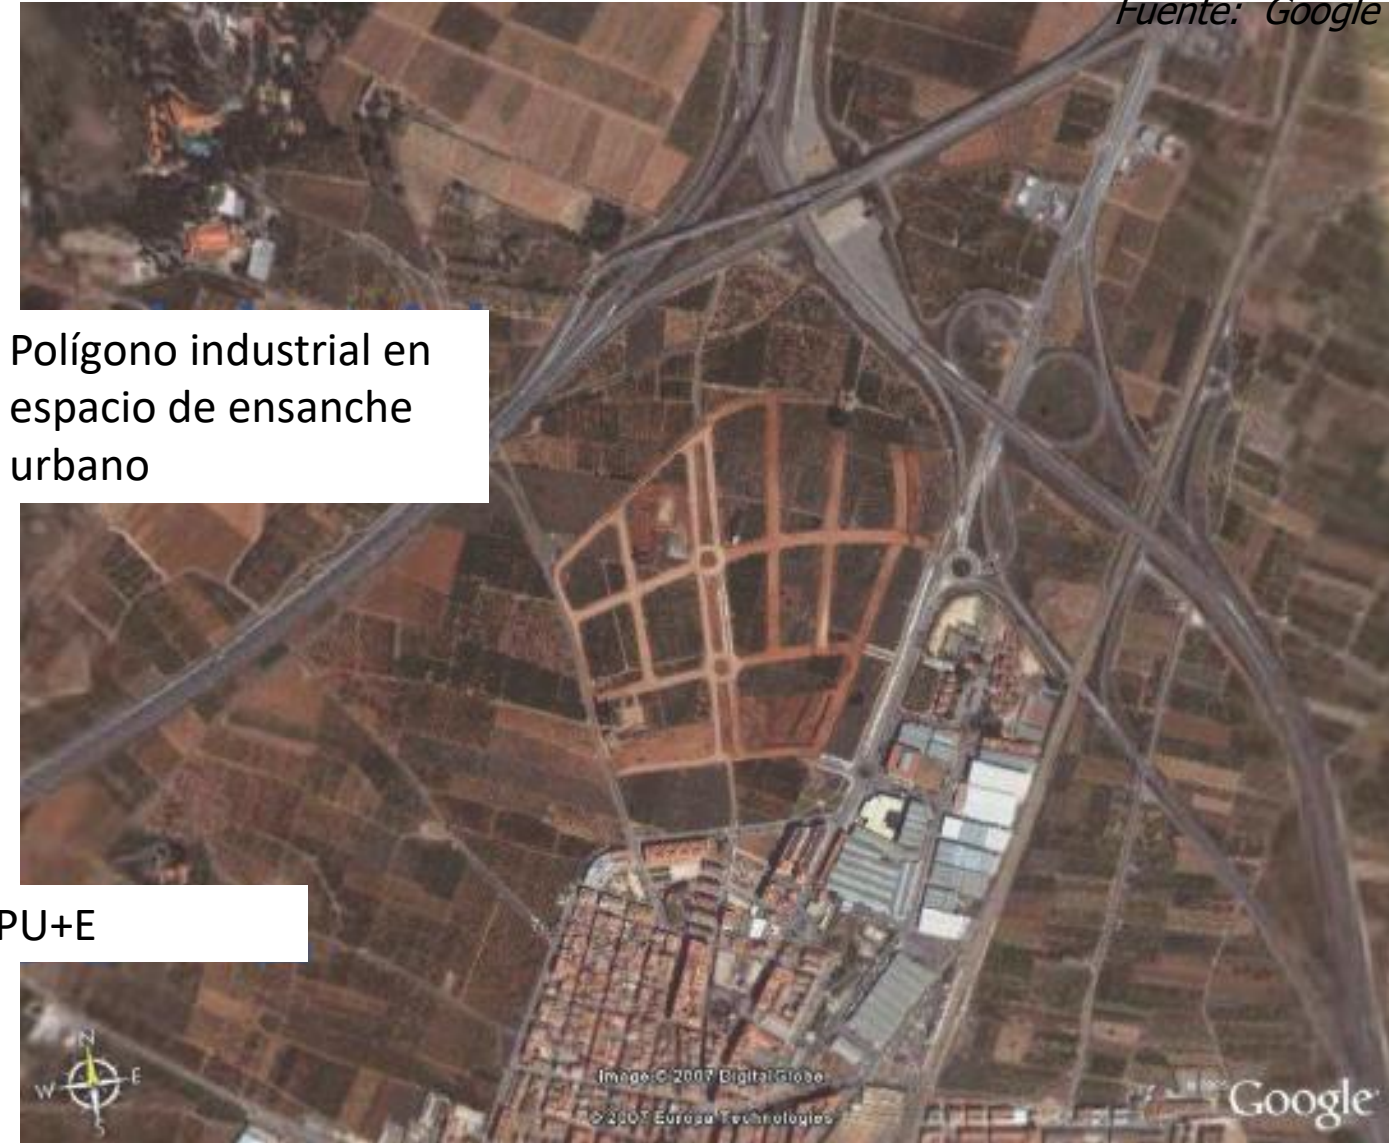 Fuente: Google
Polígono industrial en
espacio de ensanche
urbano
PU+E
N
W E
S
Image © 2007 DigitalGlobe
© 2007 Europa Technologies
Google